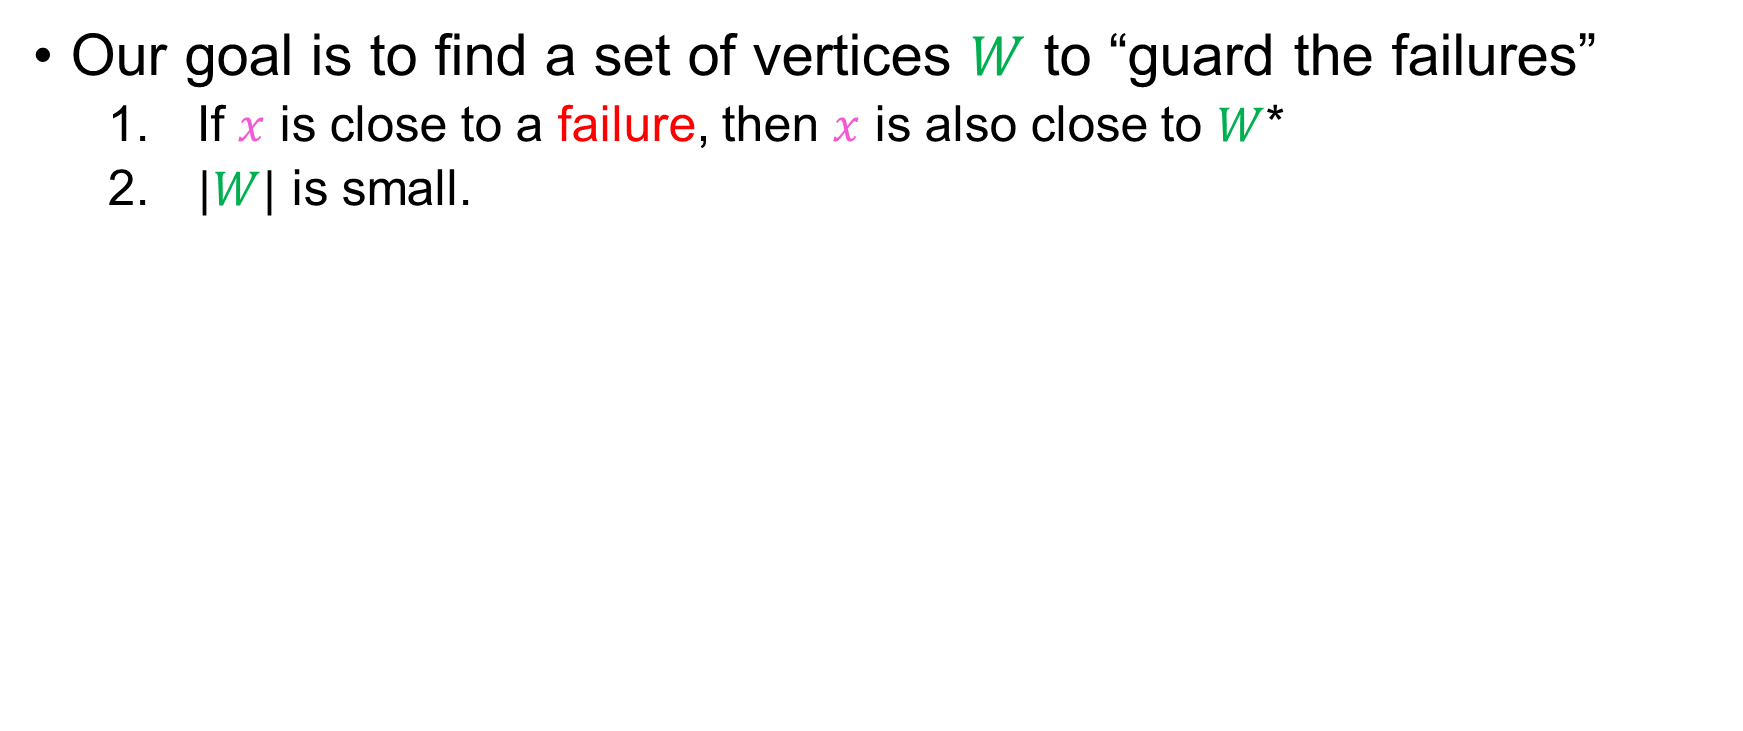 • Our goal is to find a set of vertices W to “guard the failures”
1. If x is close to a failure, then x is also close to W*
2. |W| is small.